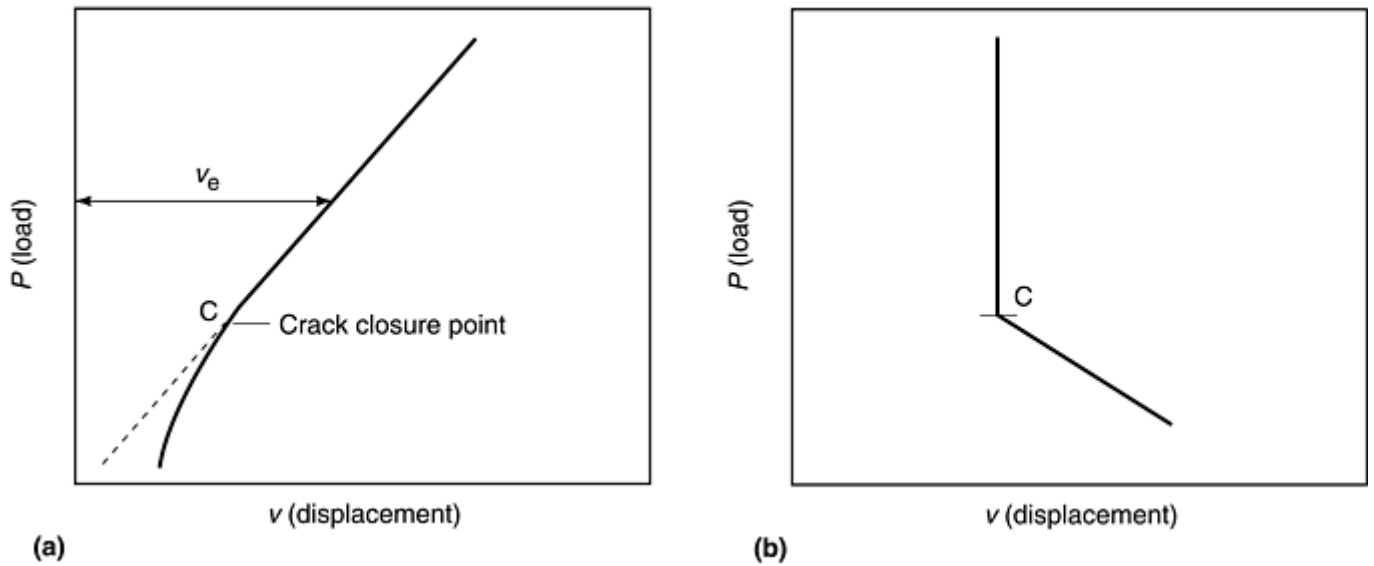 vₑ
P (load)
C
Crack closure point
v (displacement)
(a)
P (load)
C
v (displacement)
(b)